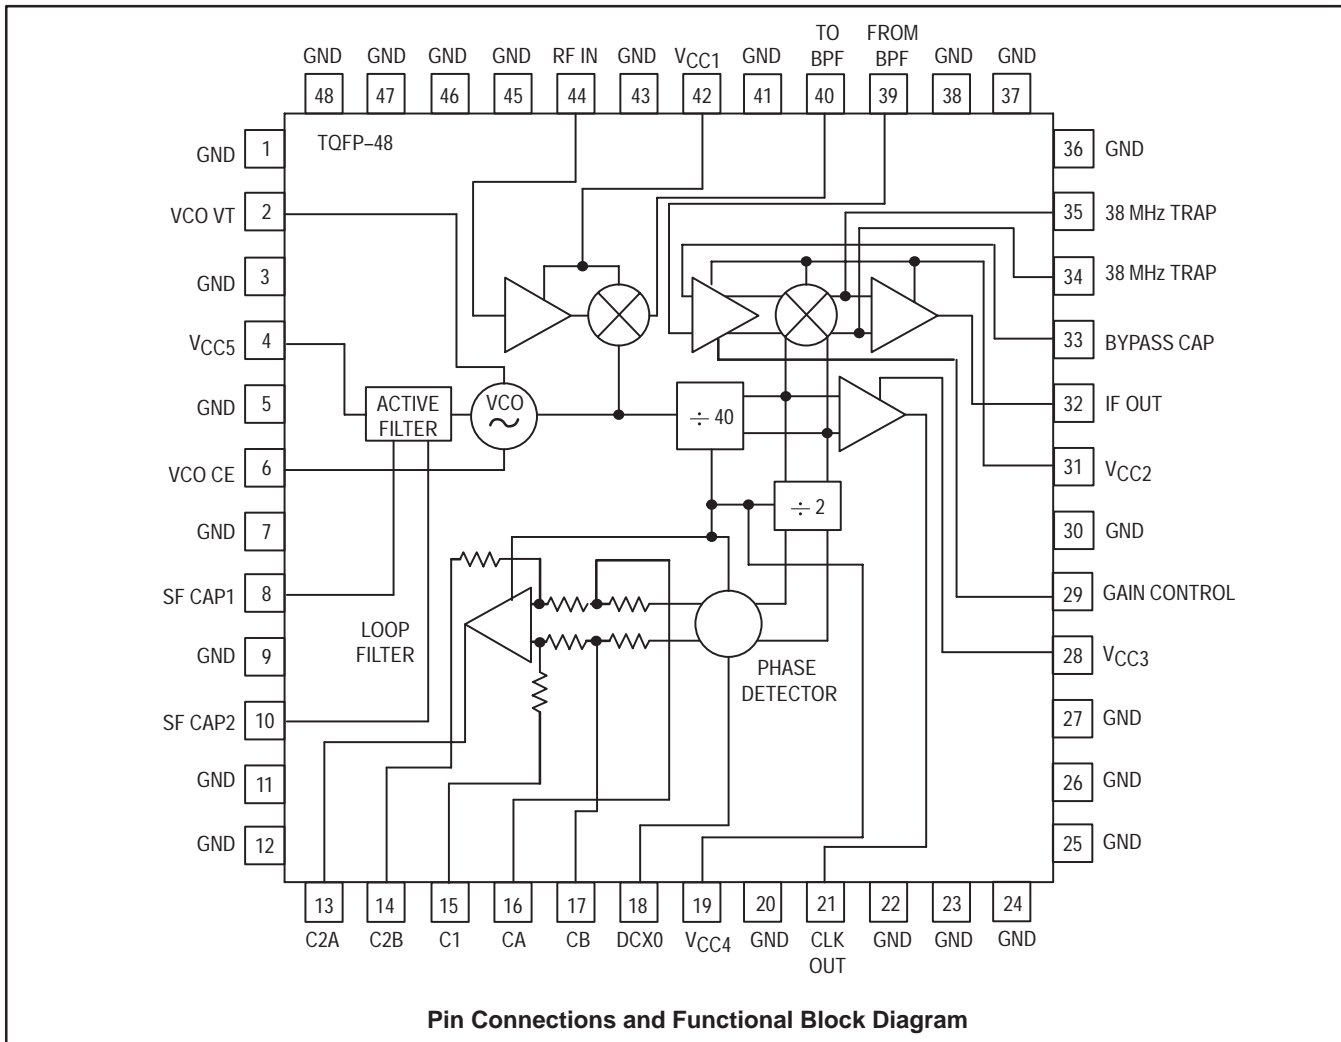 TO FROM
GND GND GND GND RF IN GND VCC1 GND BPF BPF GND GND
48 47 46 45 44 43 42 41 40 39 38 37
TQFP–48
GND 1
36 GND
VCO VT 2
35 38 MHz TRAP
GND 3
34 38 MHz TRAP
VCC5 4
33 BYPASS CAP
GND 5
ACTIVE
FILTER
VCO
÷ 40
32 IF OUT
VCO CE 6
31 VCC2
GND 7
÷ 2
30 GND
SF CAP1 8
29 GAIN CONTROL
LOOP
FILTER
GND 9
PHASE
DETECTOR
28 VCC3
SF CAP2 10
27 GND
GND 11
26 GND
GND 12
25 GND
13 14 15 16 17 18 19 20 21 22 23 24
C2A C2B C1 CA CB DCX0 VCC4 GND CLK GND GND GND
OUT
Pin Connections and Functional Block Diagram